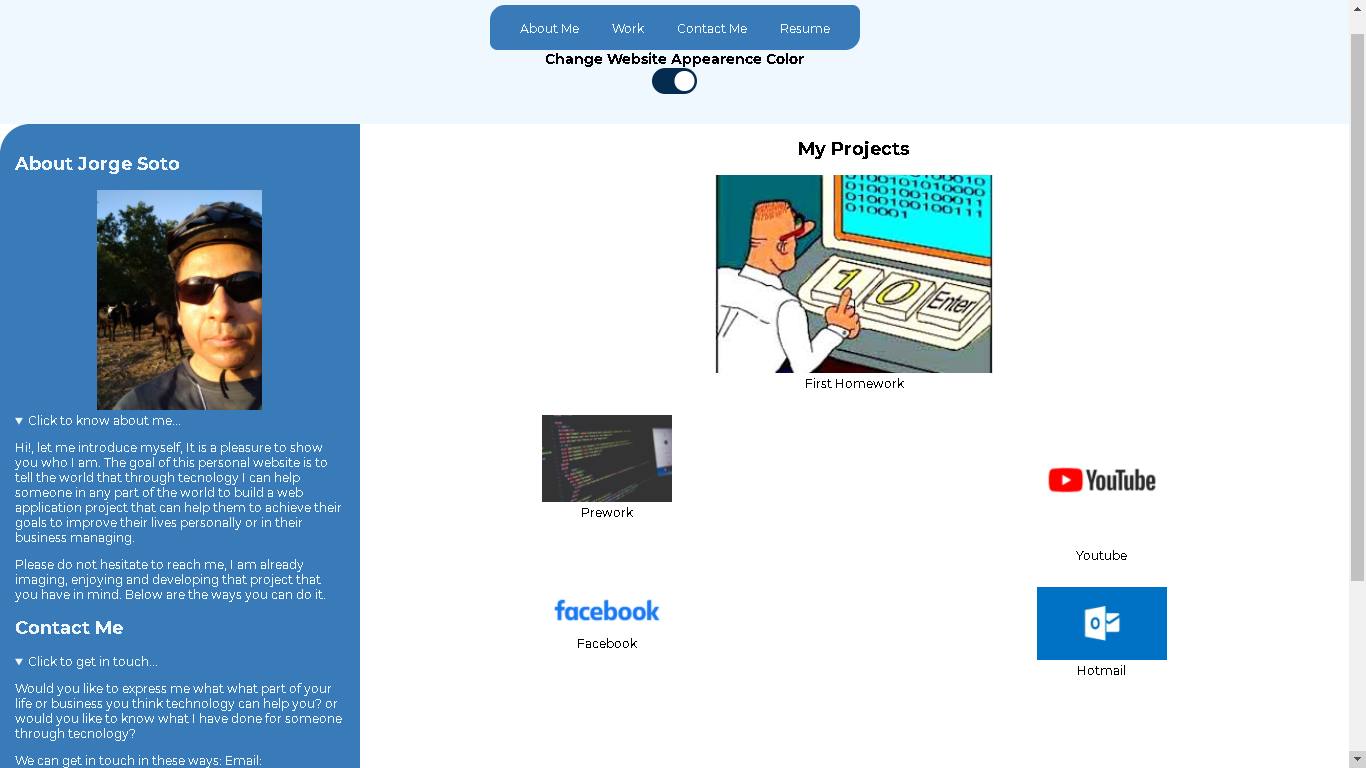 About Me Work Contact Me Resume
Change Website Appearence Color
About Jorge Soto
Click to know about me...
Hi!, let me introduce myself, It is a pleasure to show
you who I am. The goal of this personal website is to
tell the world that through tecnology I can help
someone in any part of the world to build a web
application project that can help them to achieve their
goals to improve their lives personally or in their
business managing.
Please do not hesitate to reach me, I am already
imaging, enjoying and developing that project that
you have in mind. Below are the ways you can do it.
Contact Me
Click to get in touch...
Would you like to express me what what part of your
life or business you think technology can help you? or
would you like to know what I have done for someone
through tecnology?
We can get in touch in these ways: Email:
My Projects
010010100010
01001010000
01001010001 1
010010100111
010001
1 0 Enter
First Homework
Prework
YouTube
Youtube
facebook
Facebook
Hotmail